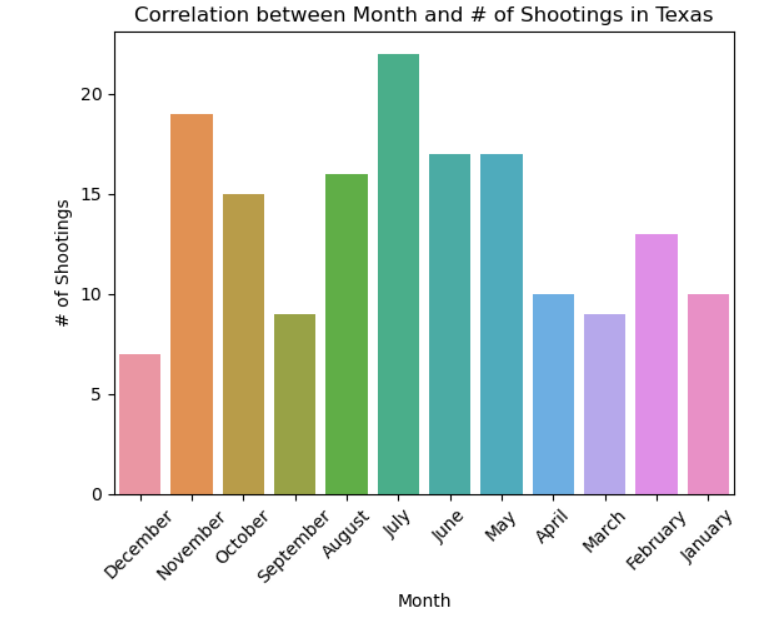 Correlation between Month and # of Shootings in Texas
# of Shootings
20
15
10
5
0
December
November
October
September
August
July
June
May
April
March
February
January
Month